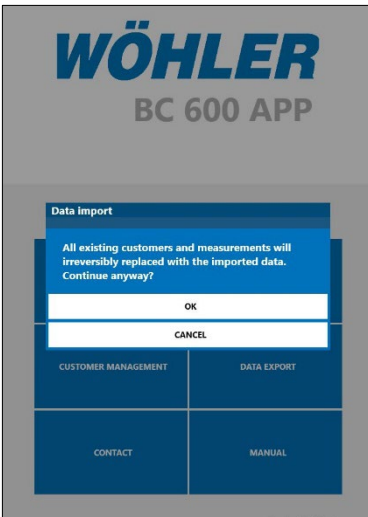 WÖHLER
BC 600 APP
Data import
All existing customers and measurements will
irreversibly replaced with the imported data.
Continue anyway?
OK
CANCEL
CUSTOMER MANAGEMENT
DATA EXPORT
CONTACT
MANUAL